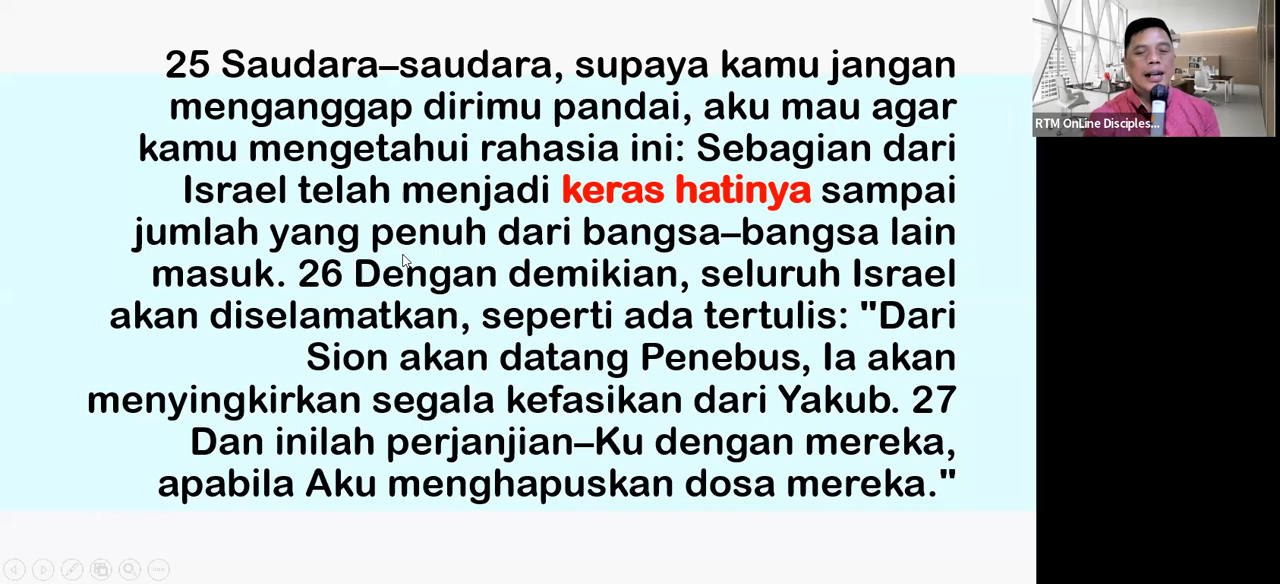 25 Saudara–saudara, supaya kamu jangan
menganggap dirimu pandai, aku mau agar
kamu mengetahui rahasia ini: Sebagian dari
Israel telah menjadi keras hatinya sampai
jumlah yang penuh dari bangsa–bangsa lain
masuk. 26 Dengan demikian, seluruh Israel
akan diselamatkan, seperti ada tertulis: "Dari
Sion akan datang Penebus, Ia akan
menyingkirkan segala kefasikan dari Yakub. 27
Dan inilah perjanjian–Ku dengan mereka,
apabila Aku menghapuskan dosa mereka."
RTM OnLine Disciples...